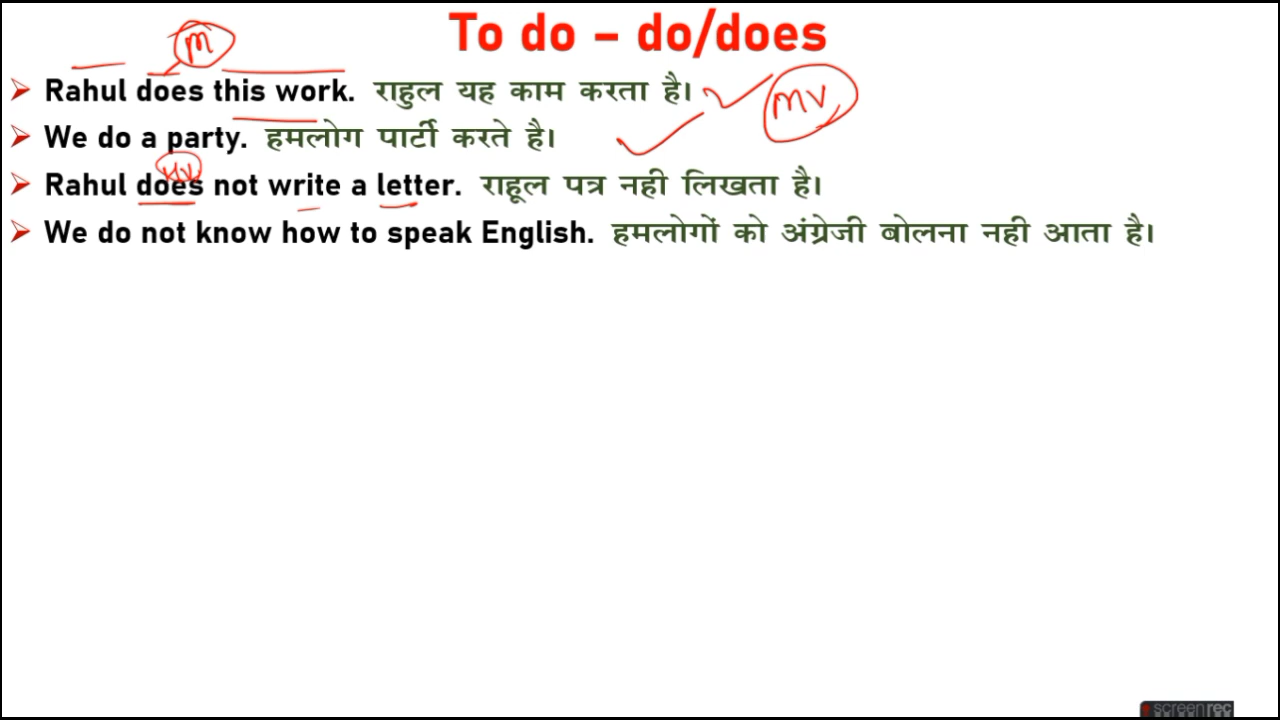 To do – do/does
M
Rahul does this work. राहुल यह काम करता है।
MV
We do a party. हमलोग पार्टी करते है।
HV
Rahul does not write a letter. राहूल पत्र नही लिखता है।
We do not know how to speak English. हमलोगों को अंग्रेजी बोलना नही आता है।
screenrec